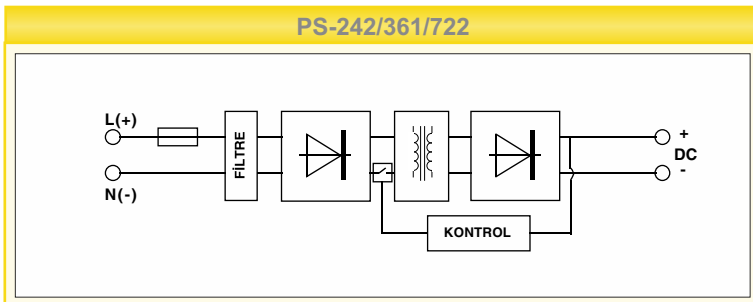 PS-242/361/722
L(+)
N(-)
FİLTRE
+
DC
-
KONTROL